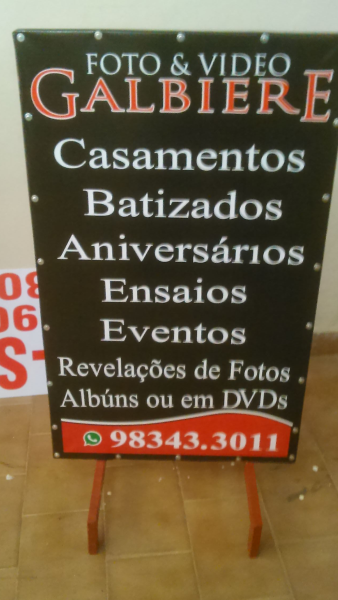 FOTO & VIDEO
GALBIERE
Casamentos
Batizados
Aniversários
Ensaios
Eventos
Revelações de Fotos
Albúns ou em DVDs
98343.3011